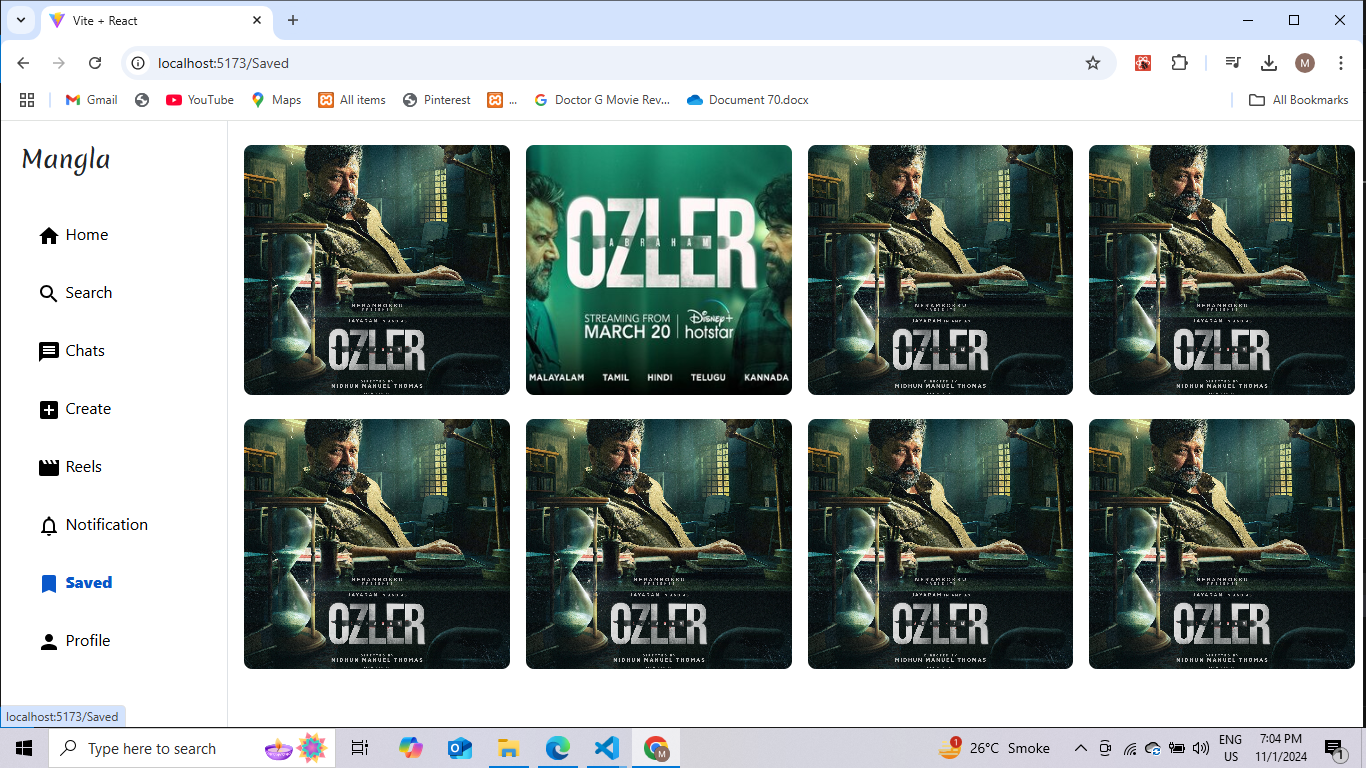 Vite + React
localhost:5173/Saved
Gmail
YouTube
Maps
All items
Pinterest
...
Doctor G Movie Rev...
Document 70.docx
All Bookmarks
Mangla
Home
Search
Chats
Create
Reels
Notification
Saved
Profile
OZLER
NIDHUN MANUEL THOMAS
OZLER
ABRAHAM
STREAMING FROM
MARCH 20
Disney+
hotstar
MALAYALAM TAMIL HINDI TELUGU KANNADA
OZLER
NIDHUN MANUEL THOMAS
OZLER
NIDHUN MANUEL THOMAS
OZLER
NIDHUN MANUEL THOMAS
OZLER
NIDHUN MANUEL THOMAS
OZLER
NIDHUN MANUEL THOMAS
OZLER
NIDHUN MANUEL THOMAS
localhost:5173/Saved
Type here to search
M
1
26°C Smoke
ENG
US
7:04 PM
11/1/2024
1